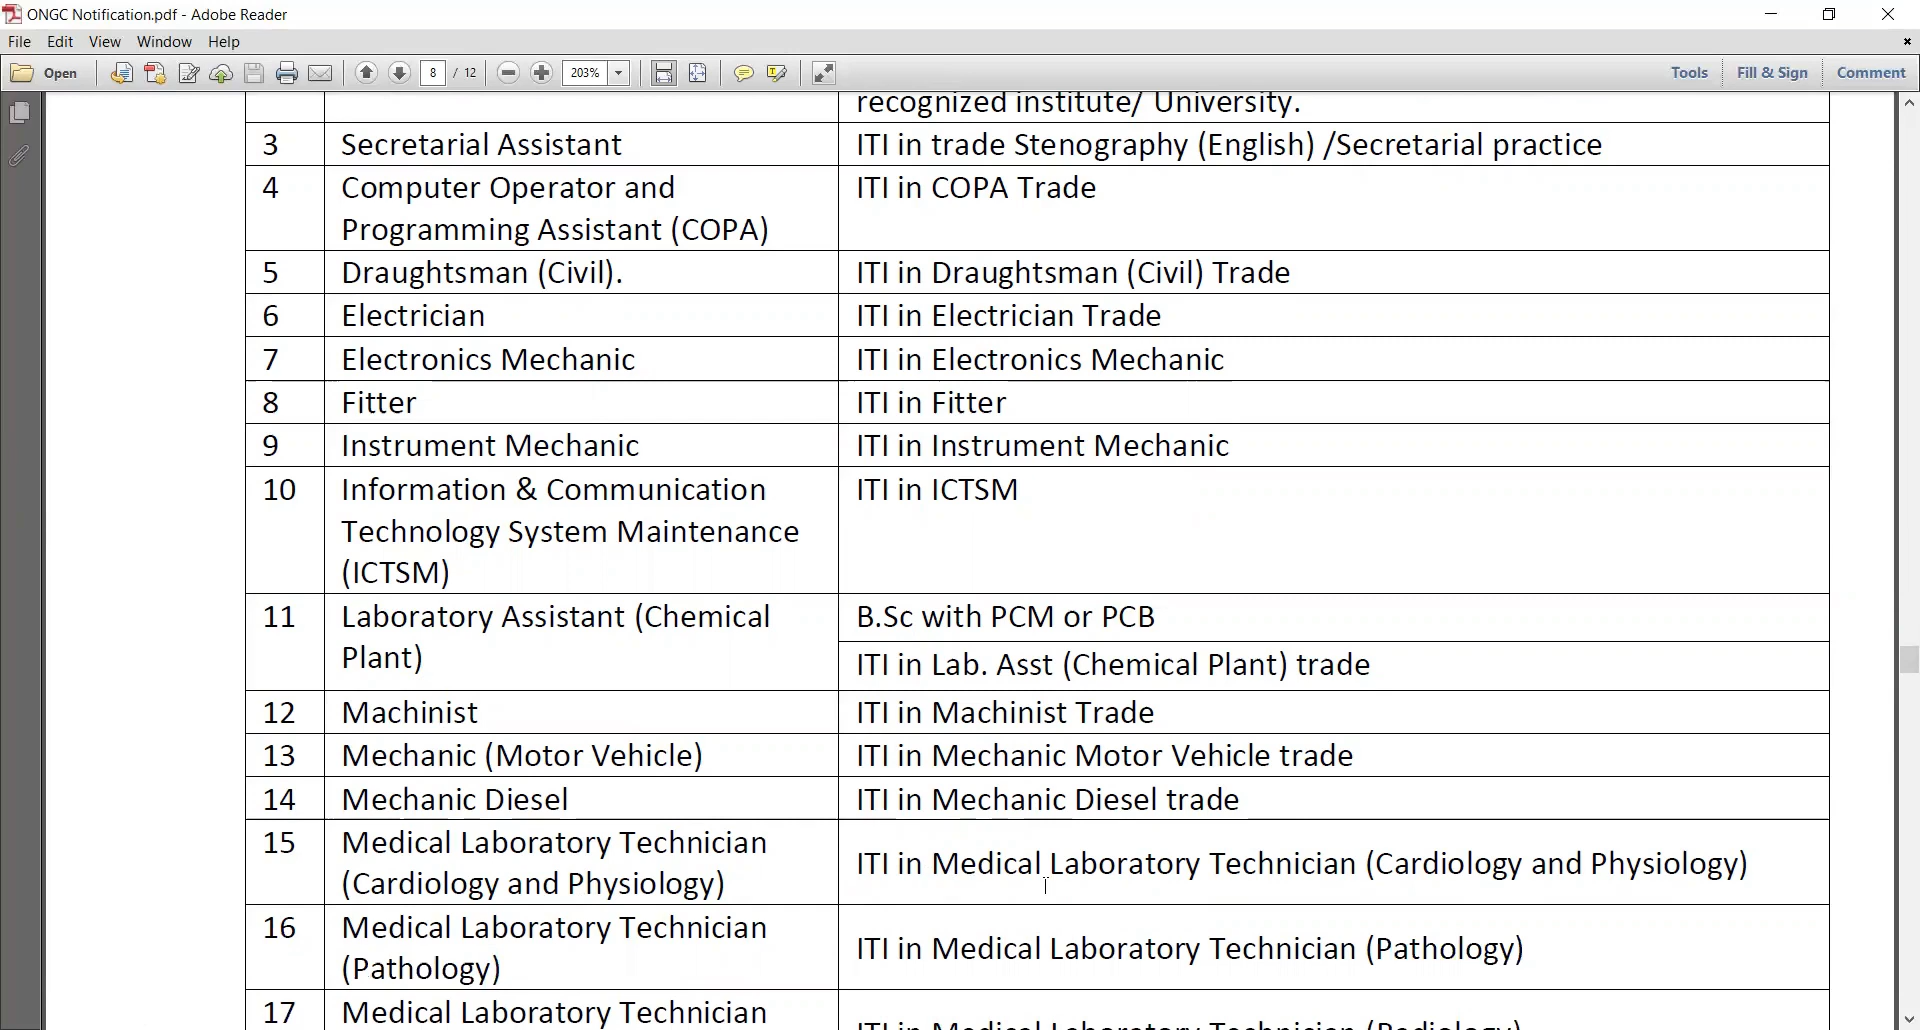 ONGC Notification.pdf - Adobe Reader
File Edit View Window Help
Open 8 / 12 203% Tools Fill & Sign Comment
recognized institute/ University.
3 Secretarial Assistant ITI in trade Stenography (English) /Secretarial practice
4 Computer Operator and ITI in COPA Trade
Programming Assistant (COPA)
5 Draughtsman (Civil). ITI in Draughtsman (Civil) Trade
6 Electrician ITI in Electrician Trade
7 Electronics Mechanic ITI in Electronics Mechanic
8 Fitter ITI in Fitter
9 Instrument Mechanic ITI in Instrument Mechanic
10 Information & Communication ITI in ICTSM
Technology System Maintenance
(ICTSM)
11 Laboratory Assistant (Chemical B.Sc with PCM or PCB
Plant) ITI in Lab. Asst (Chemical Plant) trade
12 Machinist ITI in Machinist Trade
13 Mechanic (Motor Vehicle) ITI in Mechanic Motor Vehicle trade
14 Mechanic Diesel ITI in Mechanic Diesel trade
15 Medical Laboratory Technician
(Cardiology and Physiology) ITI in Medical Laboratory Technician (Cardiology and Physiology)
16 Medical Laboratory Technician
(Pathology) ITI in Medical Laboratory Technician (Pathology)
17 Medical Laboratory Technician
ITI in Medical Laboratory Technician (Radiology)